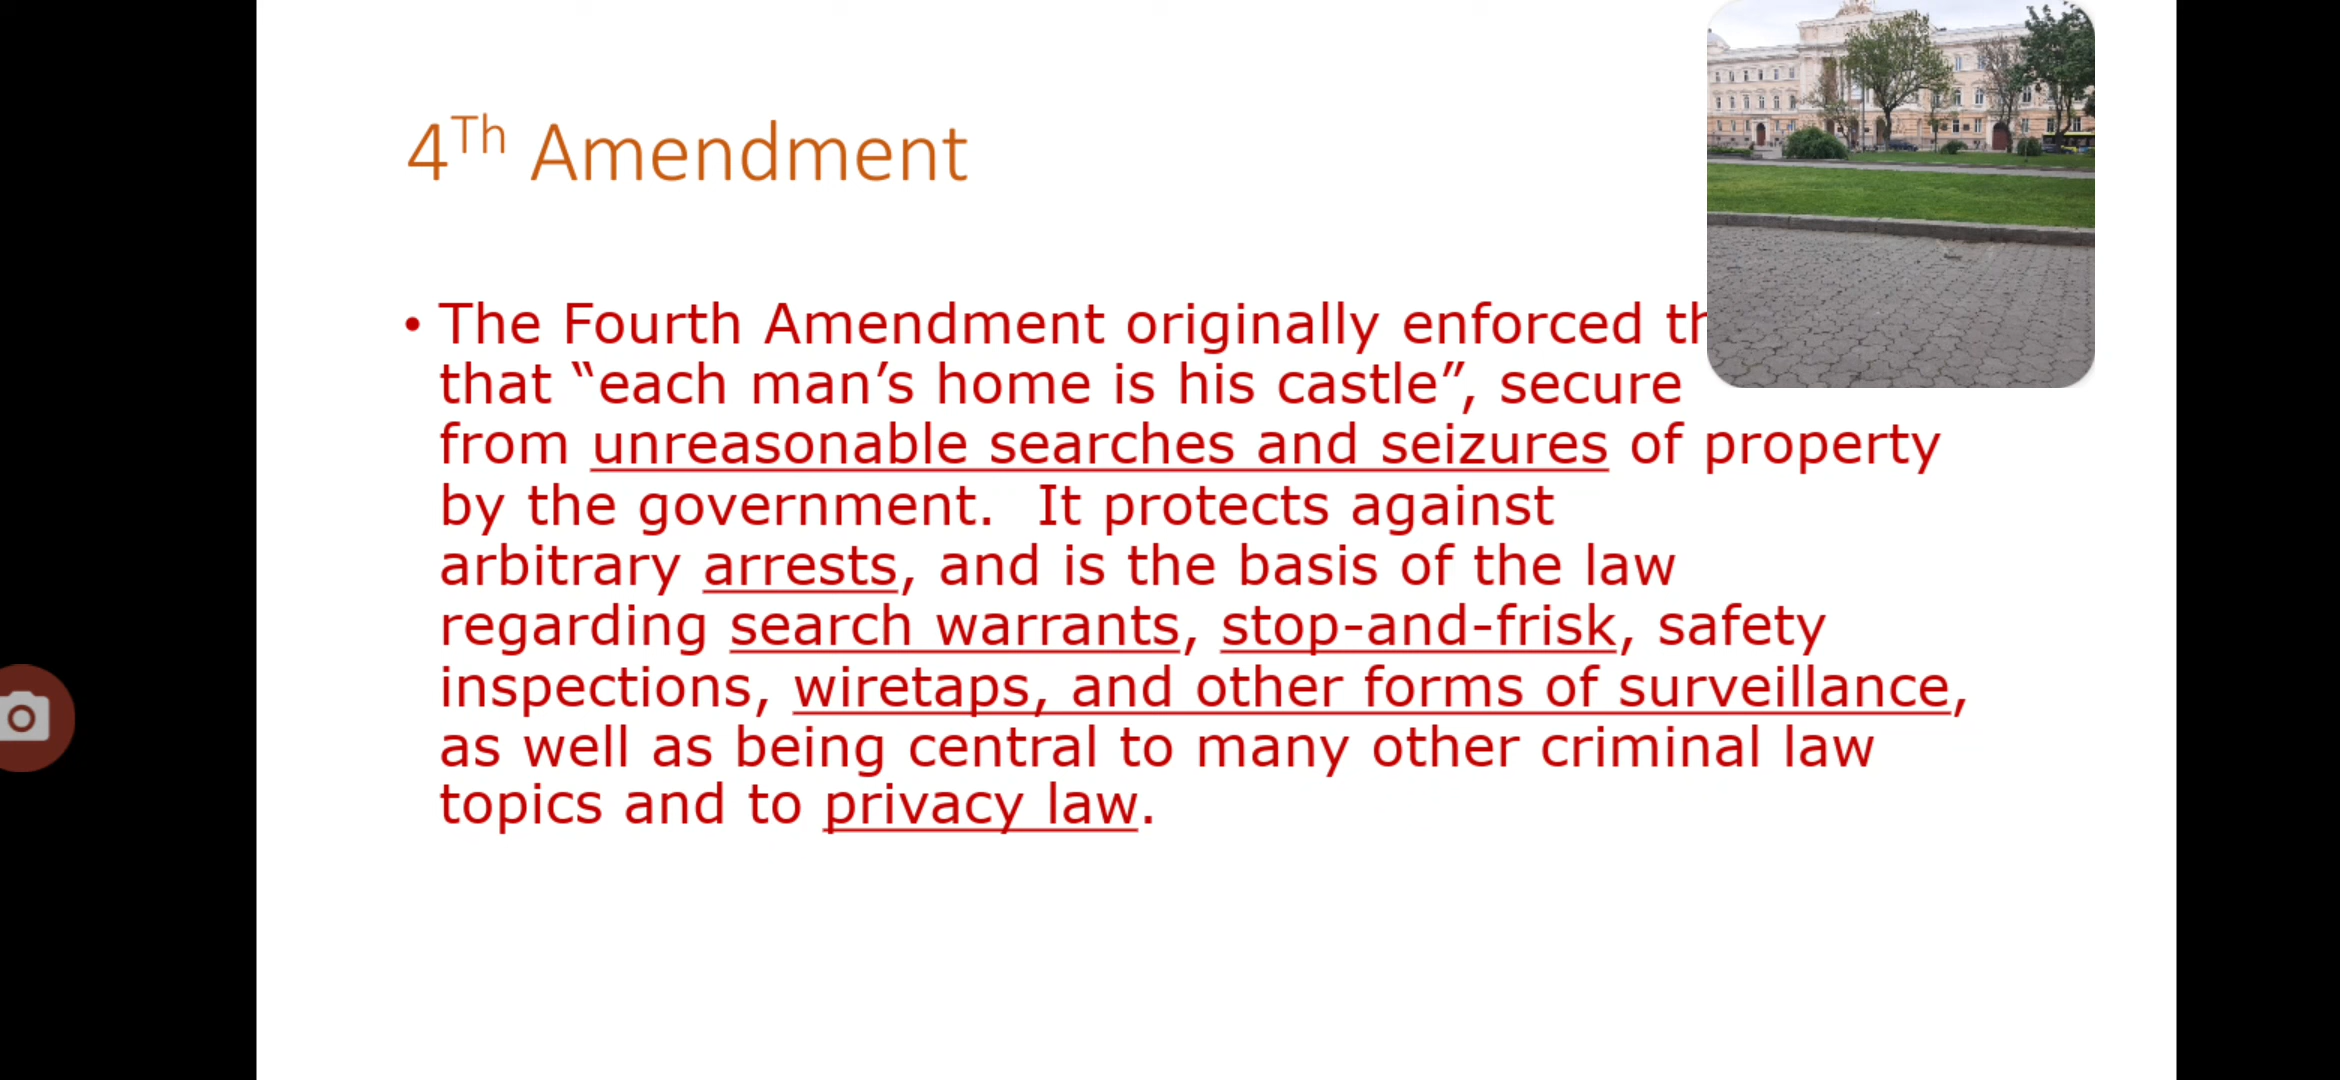 4Th Amendment
• The Fourth Amendment originally enforced
that “each man’s home is his castle”, secure
from unreasonable searches and seizures of property
by the government.  It protects against
arbitrary arrests, and is the basis of the law
regarding search warrants, stop-and-frisk, safety
inspections, wiretaps, and other forms of surveillance,
as well as being central to many other criminal law
topics and to privacy law.